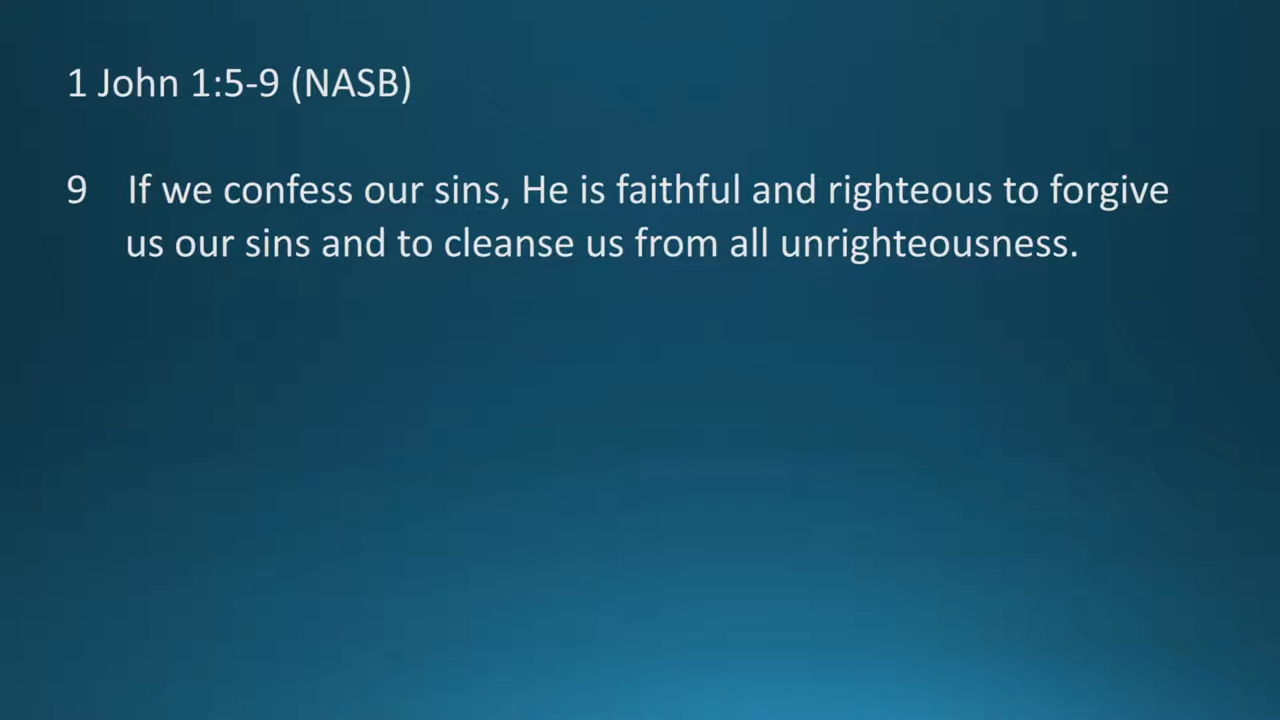 1 John 1:5-9 (NASB)
9 If we confess our sins, He is faithful and righteous to forgive
us our sins and to cleanse us from all unrighteousness.